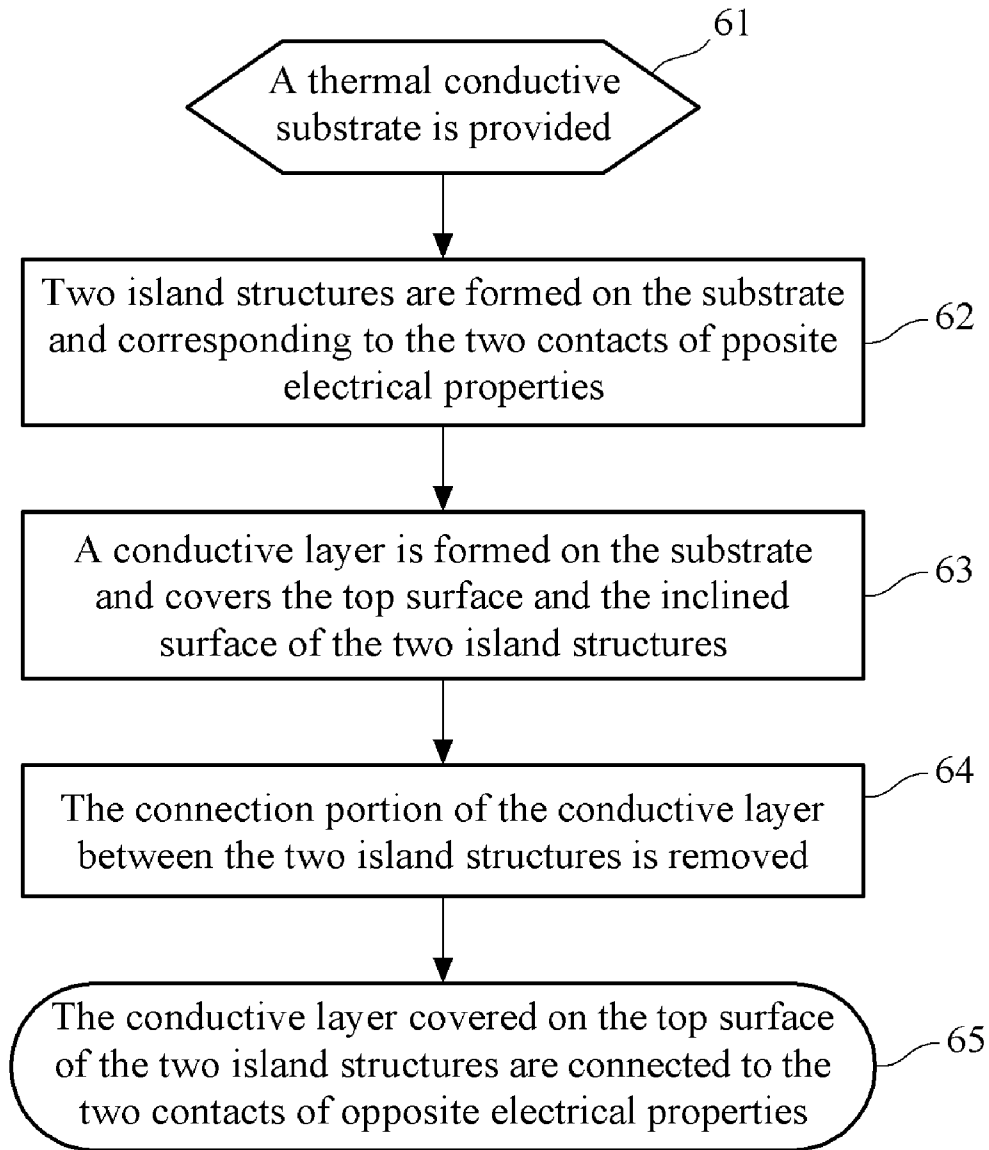 61
A thermal conductive
substrate is provided
Two island structures are formed on the substrate
and corresponding to the two contacts of pposite
electrical properties
62
A conductive layer is formed on the substrate
and covers the top surface and the inclined
surface of the two island structures
63
The connection portion of the conductive layer
between the two island structures is removed
64
The conductive layer covered on the top surface
of the two island structures are connected to the
two contacts of opposite electrical properties
65